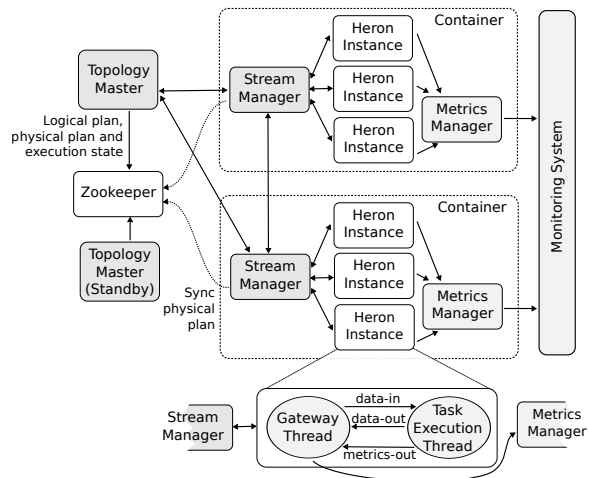 Container
Heron
Instance
Topology
Master
Stream
Manager
Heron
Instance
Metrics
Manager
Logical plan,
physical plan and
execution state
Heron
Instance
Zookeeper
Monitoring System
Container
Heron
Instance
Topology
Master
(Standby)
Stream
Manager
Heron
Instance
Sync
physical
plan
Metrics
Manager
Heron
Instance
Stream
Manager
Gateway
Thread
data-in
data-out
metrics-out
Task
Execution
Thread
Metrics
Manager